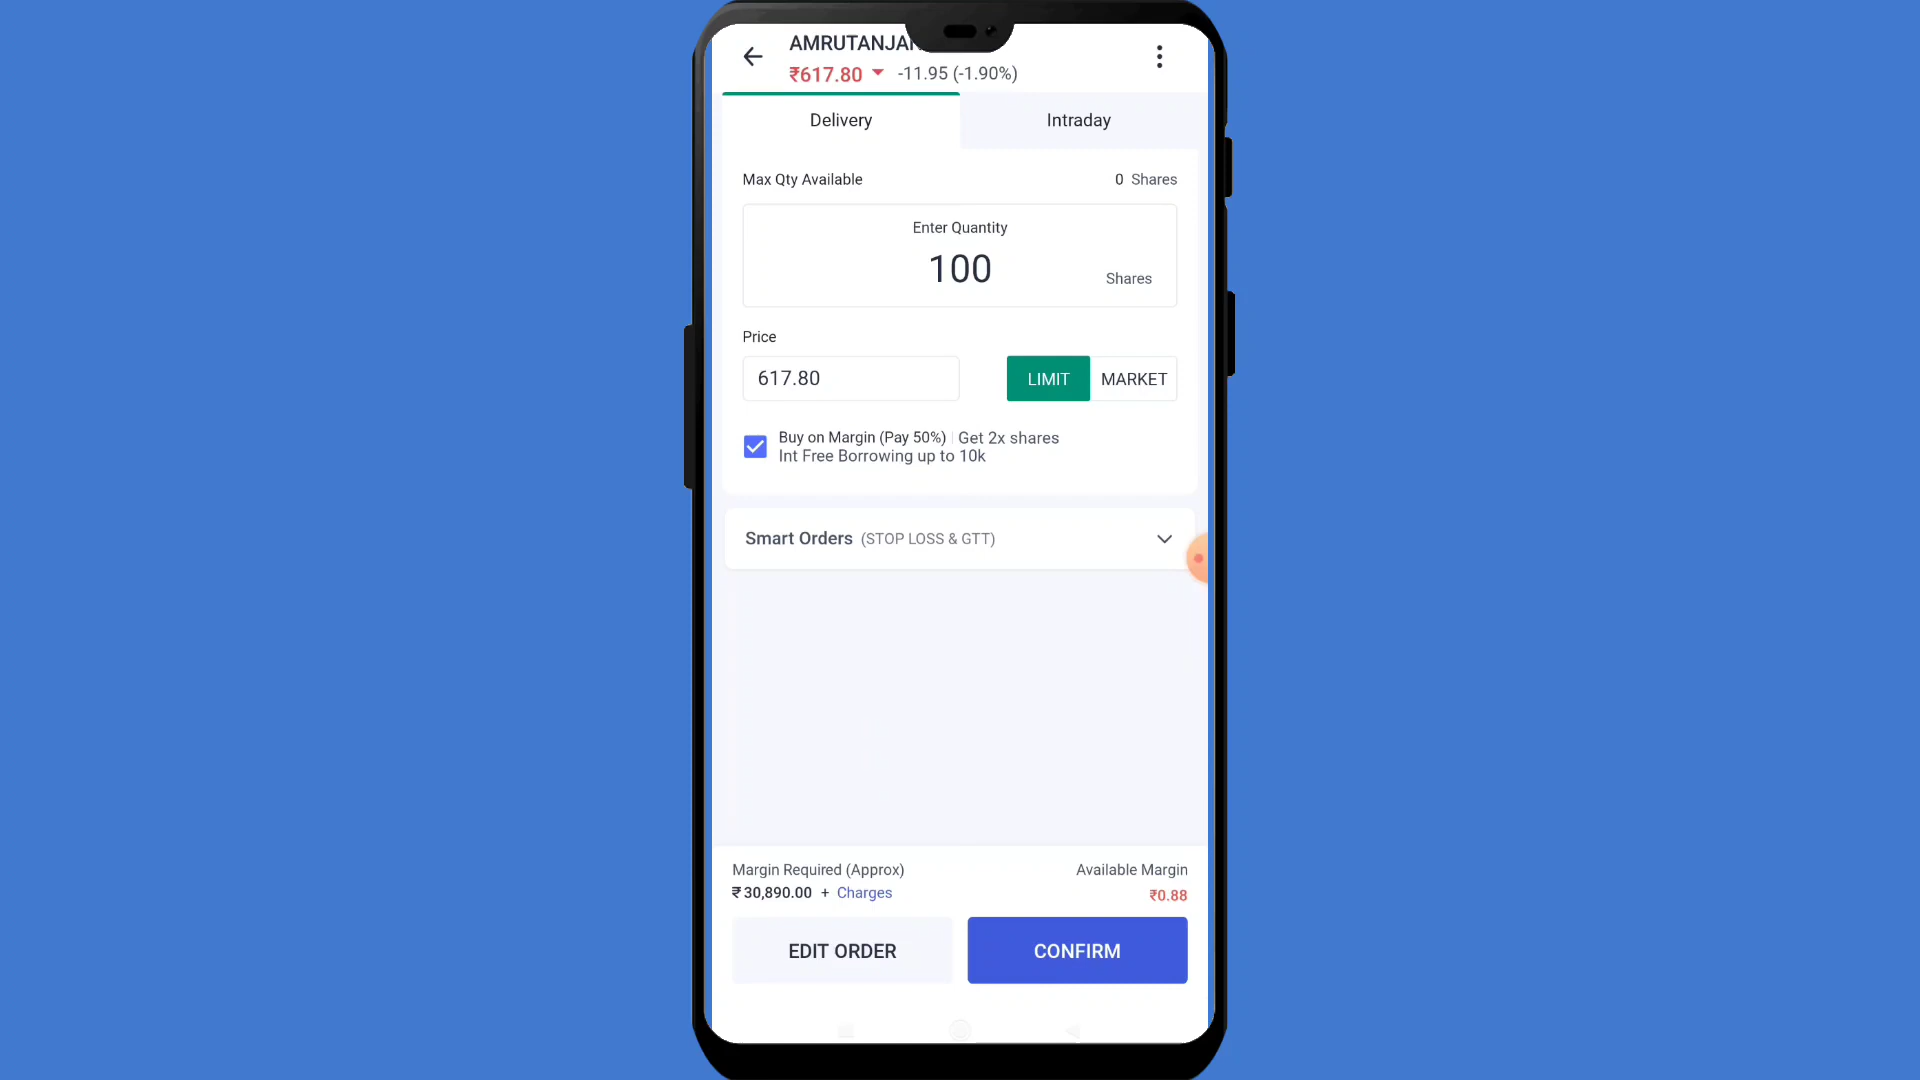 AMRUTANJAN
₹617.80 -11.95 (-1.90%)
Delivery
Intraday
Max Qty Available
0 Shares
Enter Quantity
100
Shares
Price
617.80
LIMIT
MARKET
Buy on Margin (Pay 50%) | Get 2x shares
Int Free Borrowing up to 10k
Smart Orders (STOP LOSS & GTT)
Margin Required (Approx)
Available Margin
₹30,890.00 + Charges
₹0.88
EDIT ORDER
CONFIRM